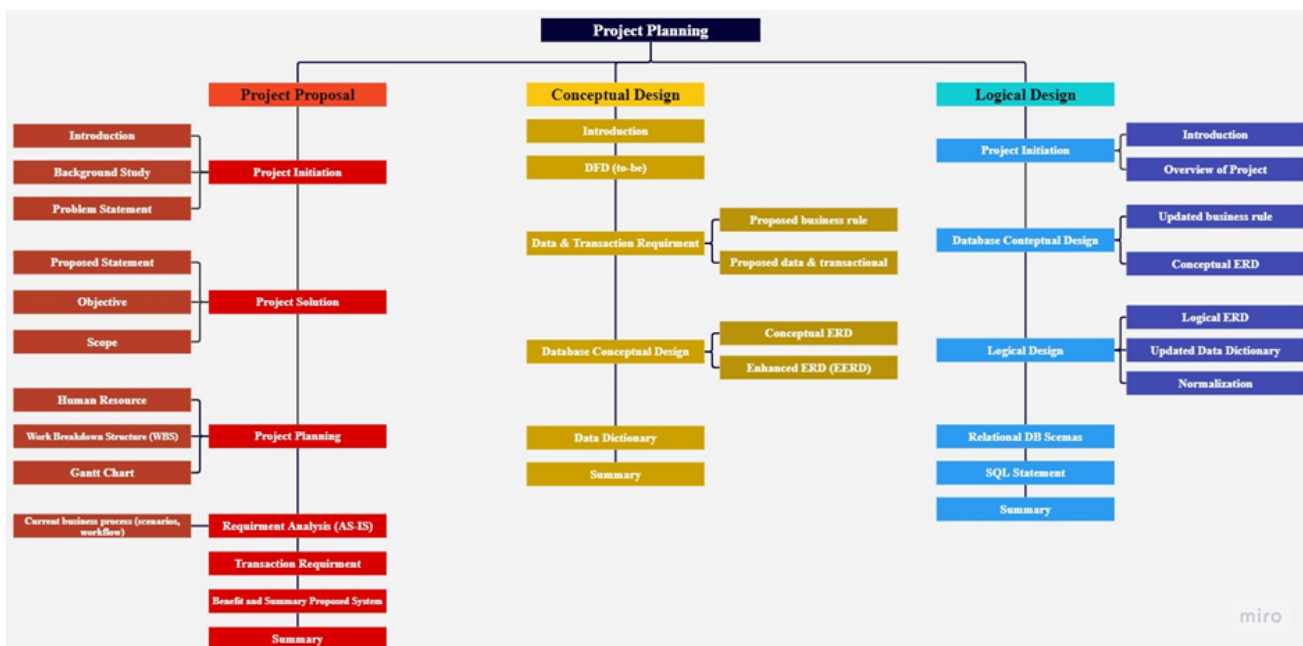 Project Planning
Project Proposal
Introduction
Background Study
Problem Statement
Project Initiation
Proposed Statement
Objective
Scope
Project Solution
Human Resource
Work Breakdown Structure (WBS)
Gantt Chart
Project Planning
Current business process (scenarios,
workflow)
Requirment Analysis (AS-IS)
Transaction Requirment
Benefit and Summary Proposed System
Summary
Conceptual Design
Introduction
DFD (to-be)
Data & Transaction Requirment
Proposed business rule
Proposed data & transactional
Database Conceptual Design
Conceptual ERD
Enhanced ERD (EERD)
Data Dictionary
Summary
Logical Design
Project Initiation
Introduction
Overview of Project
Database Conteptual Design
Updated business rule
Conceptual ERD
Logical Design
Logical ERD
Updated Data Dictionary
Normalization
Relational DB Scemas
SQL Statement
Summary
miro